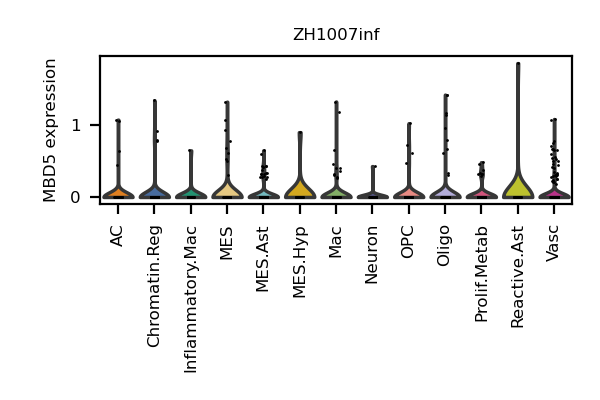 ZH1007inf
MBD5 expression
1
0
AC
Chromatin.Reg
Inflammatory.Mac
MES
MES.Ast
MES.Hyp
Mac
Neuron
OPC
Oligo
Prolif.Metab
Reactive.Ast
Vasc